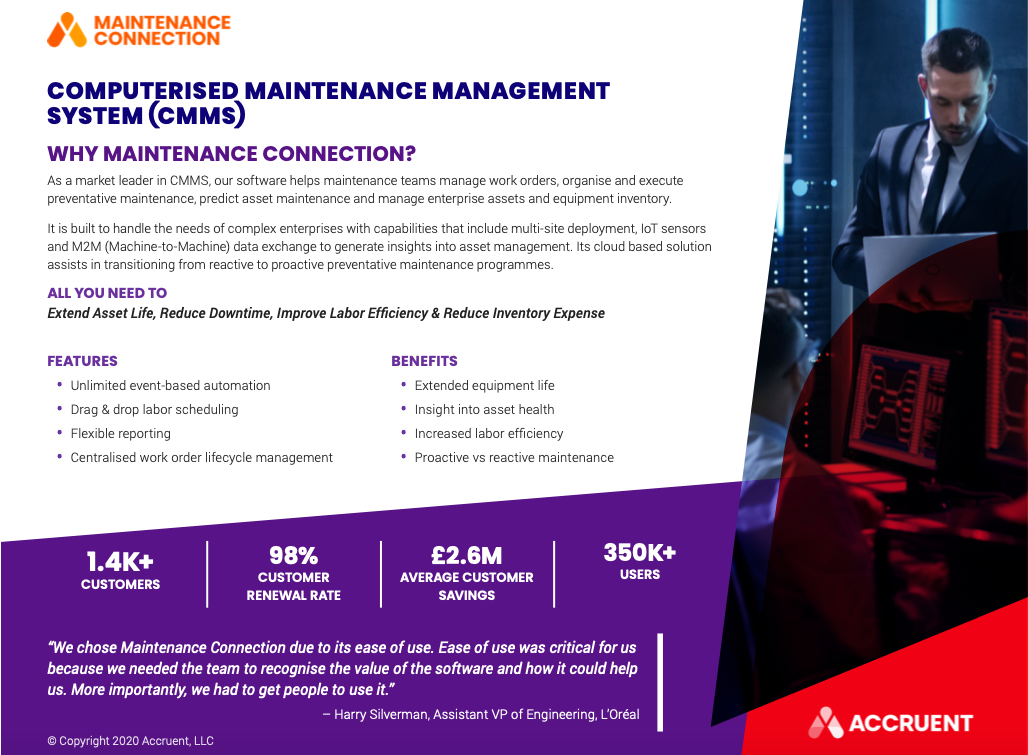 MAINTENANCE
CONNECTION
COMPUTERISED MAINTENANCE MANAGEMENT
SYSTEM (CMMS)
WHY MAINTENANCE CONNECTION?
As a market leader in CMMS, our software helps maintenance teams manage work orders, organise and execute
preventative maintenance, predict asset maintenance and manage enterprise assets and equipment inventory.
It is built to handle the needs of complex enterprises with capabilities that include multi-site deployment, IoT sensors
and M2M (Machine-to-Machine) data exchange to generate insights into asset management. Its cloud based solution
assists in transitioning from reactive to proactive preventative maintenance programmes.
ALL YOU NEED TO
Extend Asset Life, Reduce Downtime, Improve Labor Efficiency & Reduce Inventory Expense
FEATURES
• Unlimited event-based automation
• Drag & drop labor scheduling
• Flexible reporting
• Centralised work order lifecycle management
BENEFITS
• Extended equipment life
• Insight into asset health
• Increased labor efficiency
• Proactive vs reactive maintenance
1.4K+
CUSTOMERS
98%
CUSTOMER
RENEWAL RATE
£2.6M
AVERAGE CUSTOMER
SAVINGS
350K+
USERS
“We chose Maintenance Connection due to its ease of use. Ease of use was critical for us
because we needed the team to recognise the value of the software and how it could help
us. More importantly, we had to get people to use it.”
– Harry Silverman, Assistant VP of Engineering, L’Oréal
© Copyright 2020 Accruent, LLC
ACCRUENT